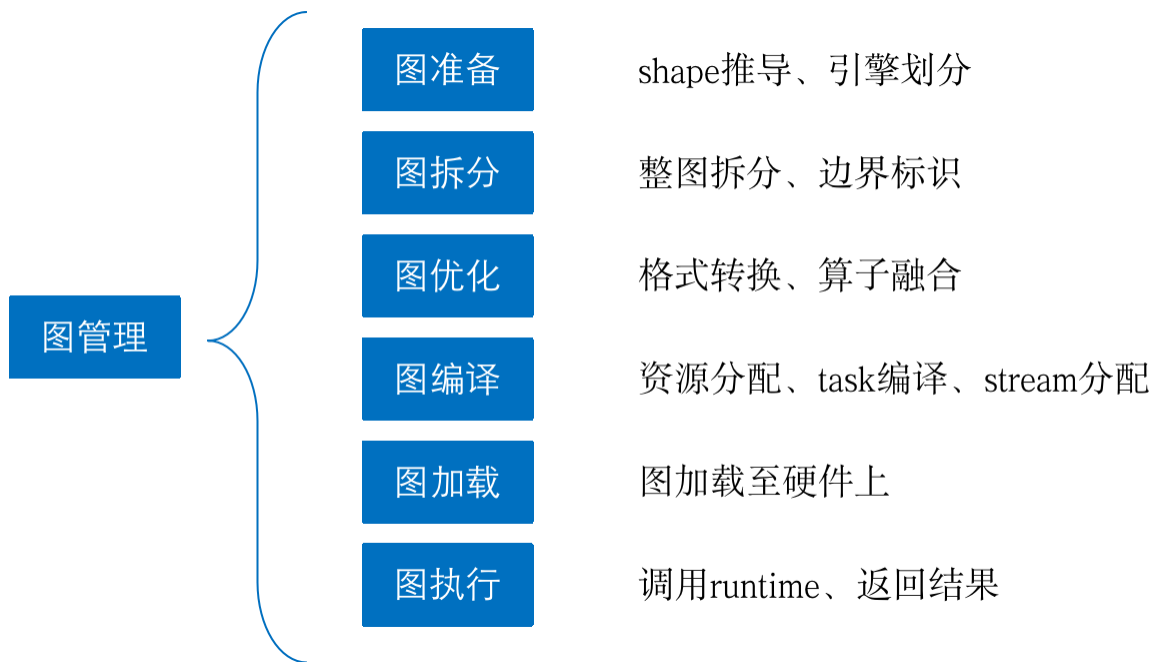 图准备 shape推导、引擎划分
图拆分 整图拆分、边界标识
图优化 格式转换、算子融合
图管理
图编译 资源分配、task编译、stream分配
图加载 图加载至硬件上
图执行 调用runtime、返回结果